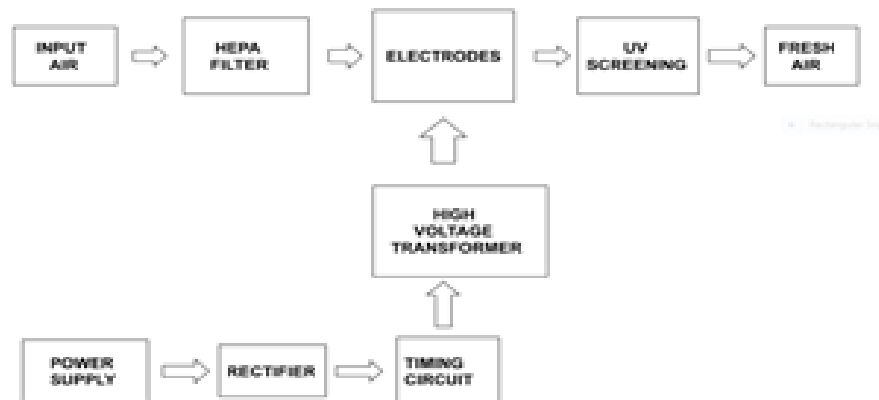 INPUT
AIR
HEPA
FILTER
ELECTRODES
UV
SCREENING
FRESH
AIR
HIGH
VOLTAGE
TRANSFORMER
POWER
SUPPLY
RECTIFIER
TIMING
CIRCUIT